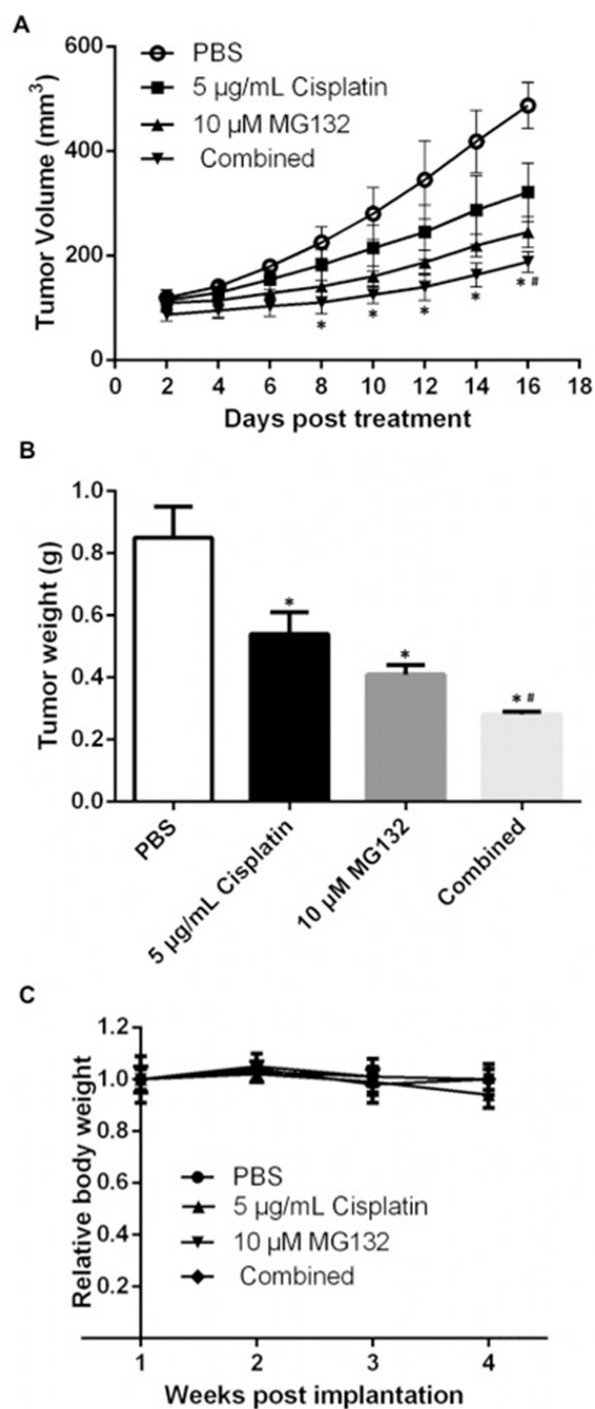 A
Tumor Volume (mm³)
600
400
200
0
PBS
5 µg/mL Cisplatin
10 µM MG132
Combined
*
*
*
*
* #
0 2 4 6 8 10 12 14 16 18
Days post treatment
B
Tumor weight (g)
1.0
0.8
0.6
0.4
0.2
0.0
*
*
* #
PBS
5 µg/mL Cisplatin
10 µM MG132
Combined
C
Relative body weight
1.2
1.0
0.8
0.6
0.4
0.2
PBS
5 µg/mL Cisplatin
10 µM MG132
Combined
1 2 3 4
Weeks post implantation